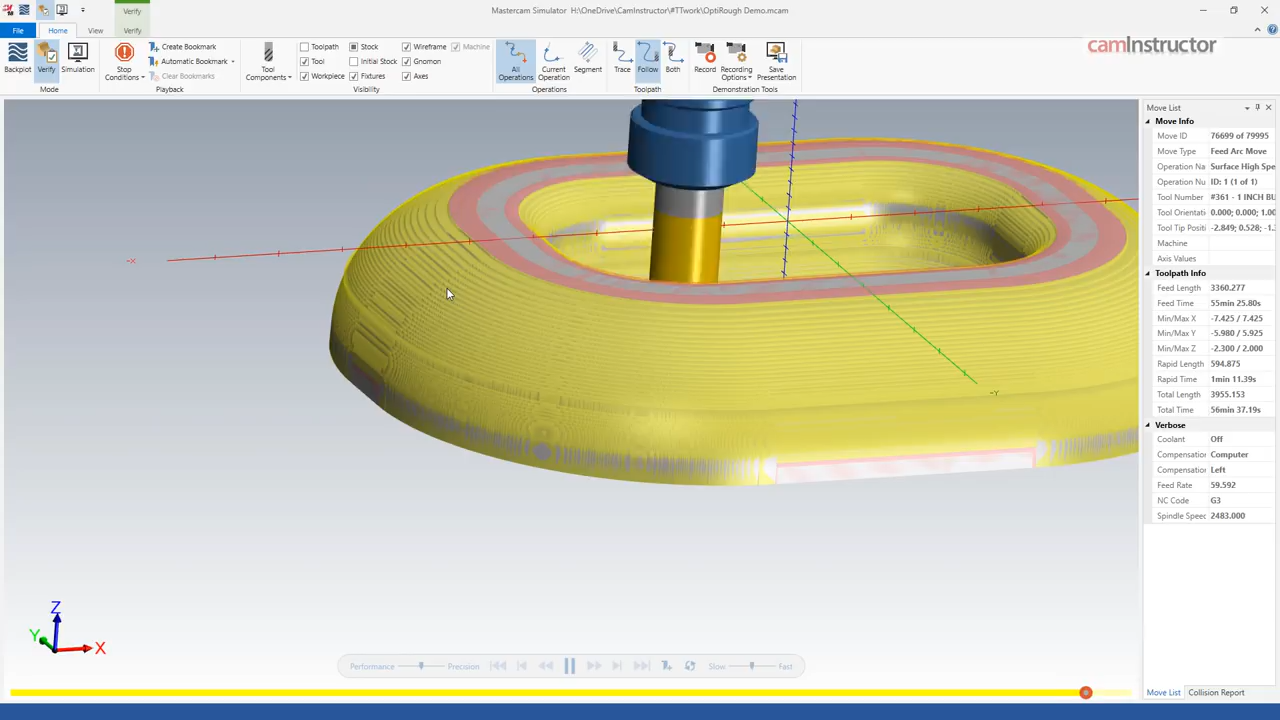 Verify
Mastercam Simulator H:\OneDrive\CamInstructor\#TTwork\OptiRough Demo.mcam
File
Home
View
Verify
camInstructor
Backplot
Verify
Simulation
Mode
Stop Conditions
Create Bookmark
Automatic Bookmark
Clear Bookmarks
Playback
Tool Components
Toolpath
Stock
Wireframe
Machine
Tool
Initial Stock
Gnomon
Workpiece
Fixtures
Axes
Visibility
All Operations
Current Operation
Segment
Operations
Trace
Follow
Both
Toolpath
Record
Recording Options
Save Presentation
Demonstration Tools
-X
-Y
Z
Y
X
Performance
Precision
Slow
Fast
Move List
Move Info
Move ID 76699 of 79995
Move Type Feed Arc Move
Operation Na Surface High Spe
Operation Nu ID: 1 (1 of 1)
Tool Number #361 - 1 INCH BU
Tool Orientati 0.000; 0.000; 1.00
Tool Tip Positi -2.849; 0.528; -1.
Machine
Axis Values
Toolpath Info
Feed Length 3360.277
Feed Time 55min 25.80s
Min/Max X -7.425 / 7.425
Min/Max Y -5.980 / 5.925
Min/Max Z -2.300 / 2.000
Rapid Length 594.875
Rapid Time 1min 11.39s
Total Length 3955.153
Total Time 56min 37.19s
Verbose
Coolant Off
Compensation Computer
Compensation Left
Feed Rate 59.592
NC Code G3
Spindle Speed 2483.000
Move List
Collision Report